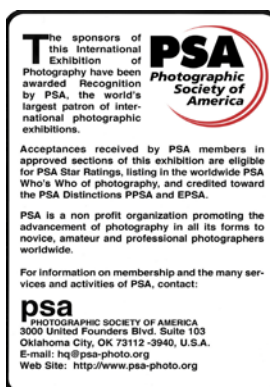 The sponsors of
this International
Exhibition of
Photography have been
awarded Recognition
by PSA, the world's
largest patron of inter-
national photographic
exhibitions.
PSA
Photographic
Society of
America
Acceptances received by PSA members in
approved sections of this exhibition are eligible
for PSA Star Ratings, listing in the worldwide PSA
Who's Who of photography, and credited toward
the PSA Distinctions PPSA and EPSA.
PSA is a non profit organization promoting the
advancement of photography in all its forms to
novice, amateur and professional photographers
worldwide.
For information on membership and the many ser-
vices and activities of PSA, contact:
psa
PHOTOGRAPHIC SOCIETY OF AMERICA
3000 United Founders Blvd. Suite 103
Oklahoma City, OK 73112 -3940, U.S.A.
E-mail: hq@psa-photo.org
Web Site: http://www.psa-photo.org